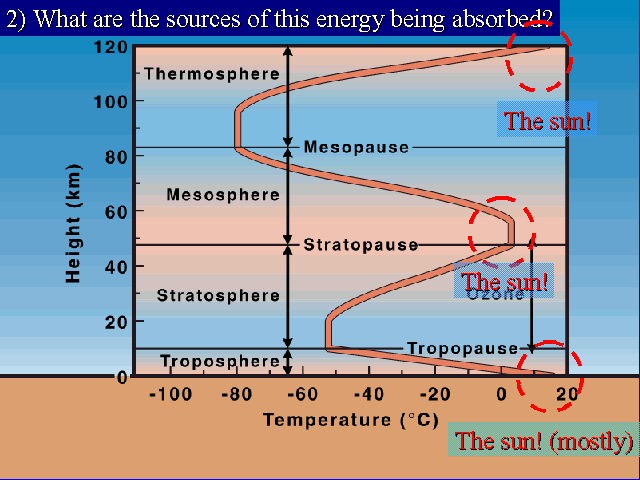 2) What are the sources of this energy being absorbed?
120
Thermosphere
100
The sun!
Mesopause
80
Mesosphere
Height (km)
60
Stratopause
40
The sun!
Stratosphere
Ozone
20
Tropopause
Troposphere
0
-100 -80 -60 -40 -20 0 20
Temperature (°C)
The sun! (mostly)